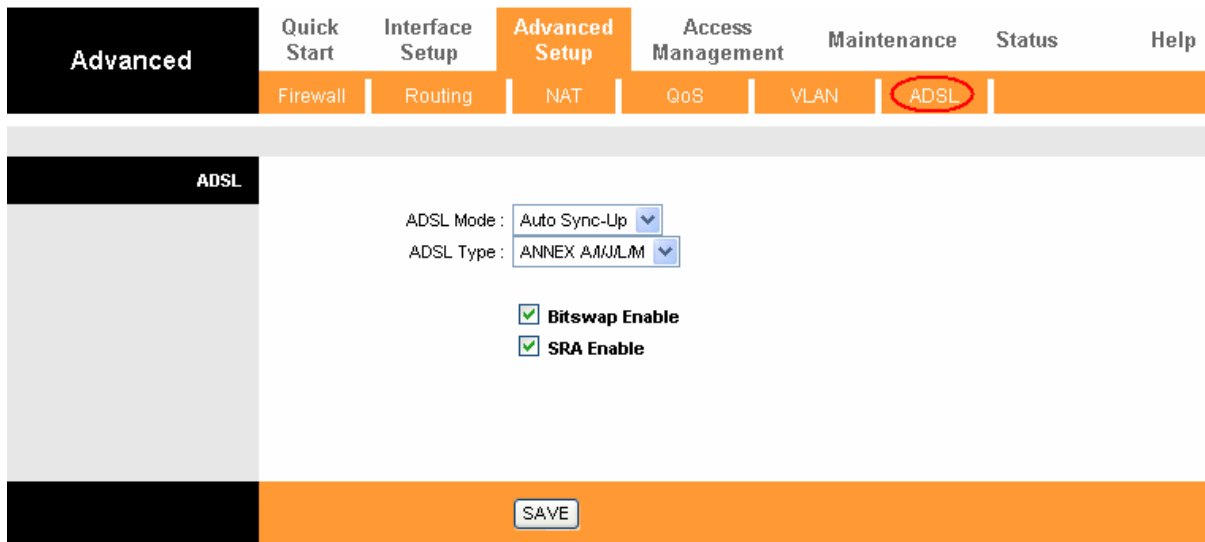 Advanced
Quick Start
Interface Setup
Advanced Setup
Access Management
Maintenance
Status
Help
Firewall
Routing
NAT
QoS
VLAN
ADSL
ADSL
ADSL Mode : Auto Sync-Up
ADSL Type : ANNEX A/I/J/L/M
Bitswap Enable
SRA Enable
SAVE